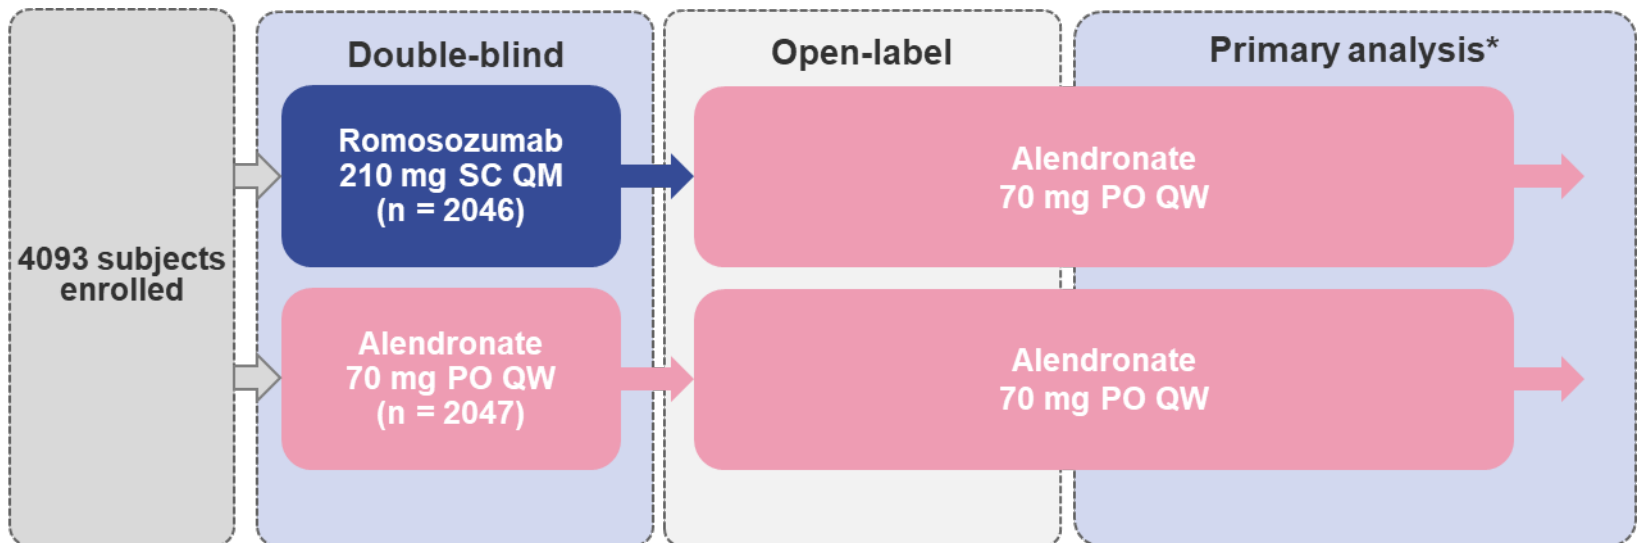 4093 subjects
enrolled
Double-blind
Romosozumab
210 mg SC QM
(n = 2046)
Alendronate
70 mg PO QW
(n = 2047)
Open-label
Primary analysis*
Alendronate
70 mg PO QW
Alendronate
70 mg PO QW